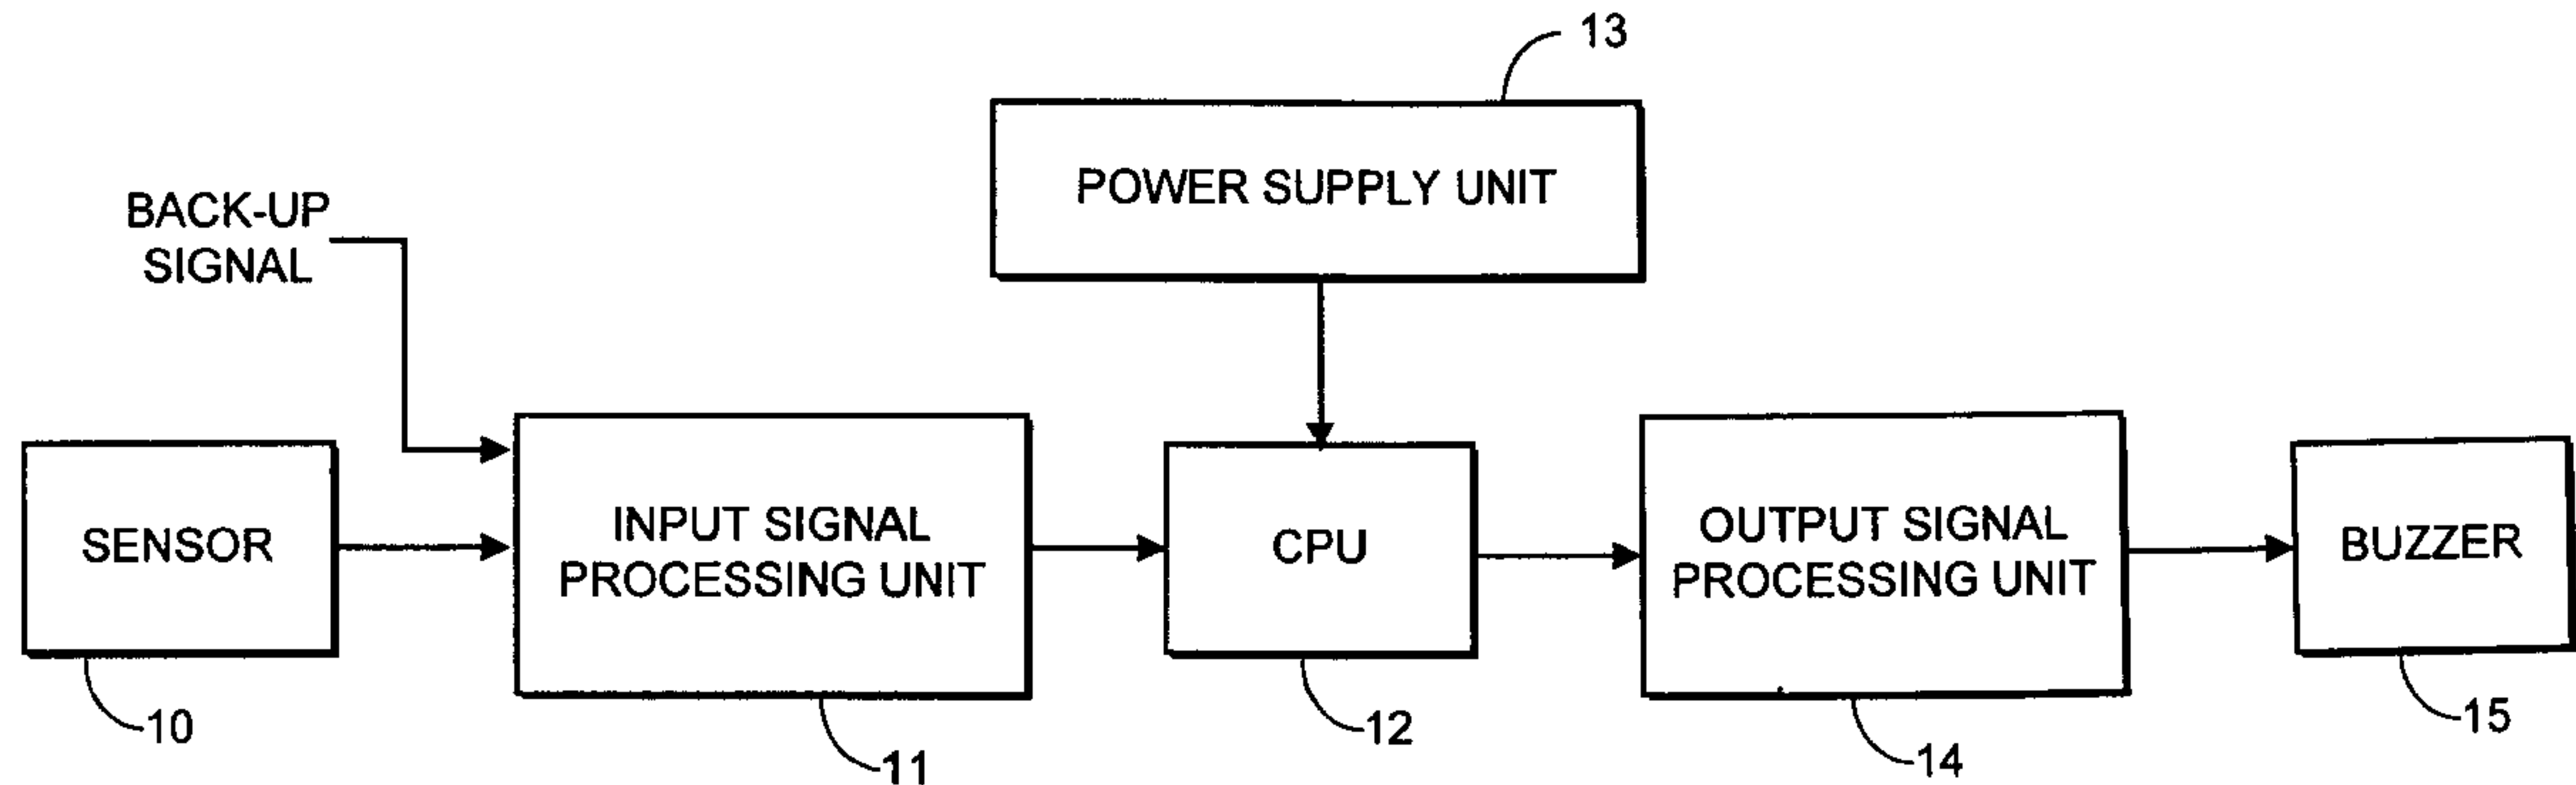 13
POWER SUPPLY UNIT
BACK-UP
SIGNAL
SENSOR
INPUT SIGNAL
PROCESSING UNIT
CPU
OUTPUT SIGNAL
PROCESSING UNIT
BUZZER
10
11
12
14
15